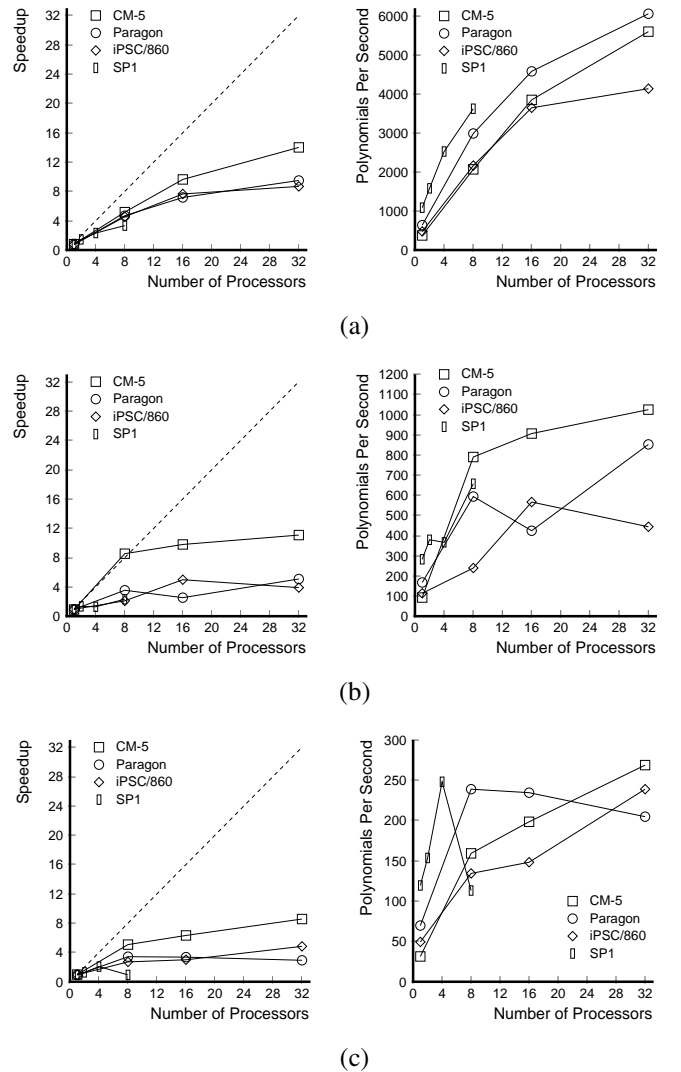 Speedup
32
28
24
20
16
12
8
4
0
0 4 8 12 16 20 24 28 32
Number of Processors
CM-5
Paragon
iPSC/860
SP1
Polynomials Per Second
6000
5000
4000
3000
2000
1000
0
0 4 8 12 16 20 24 28 32
Number of Processors
CM-5
Paragon
iPSC/860
SP1
(a)
Speedup
32
28
24
20
16
12
8
4
0
0 4 8 12 16 20 24 28 32
Number of Processors
CM-5
Paragon
iPSC/860
SP1
Polynomials Per Second
1200
1100
1000
900
800
700
600
500
400
300
200
100
0
0 4 8 12 16 20 24 28 32
Number of Processors
CM-5
Paragon
iPSC/860
SP1
(b)
Speedup
32
28
24
20
16
12
8
4
0
0 4 8 12 16 20 24 28 32
Number of Processors
CM-5
Paragon
iPSC/860
SP1
Polynomials Per Second
300
250
200
150
100
50
0
0 4 8 12 16 20 24 28 32
Number of Processors
CM-5
Paragon
iPSC/860
SP1
(c)